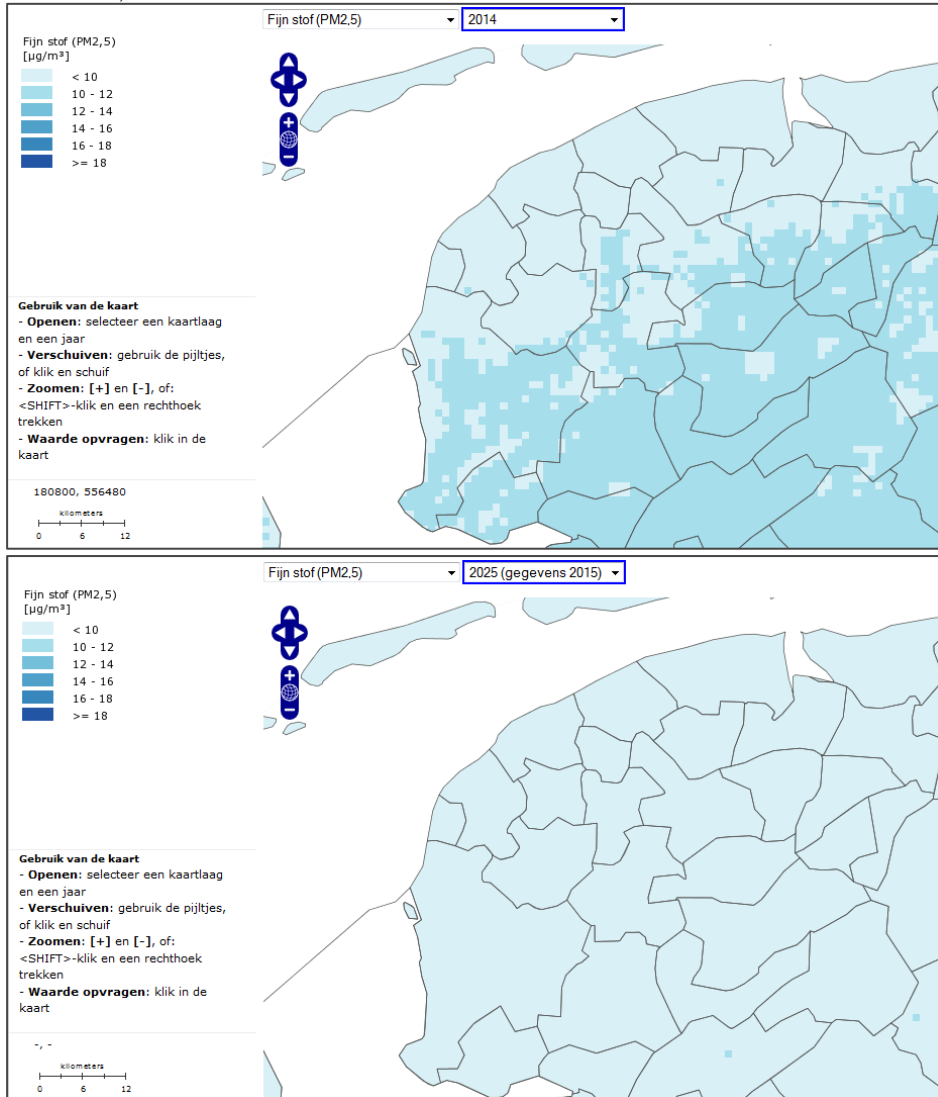 Fijn stof (PM2,5)
2014
Fijn stof (PM2,5)
[µg/m³]
< 10
10 - 12
12 - 14
14 - 16
16 - 18
>= 18
Gebruik van de kaart
- Openen: selecteer een kaartlaag
en een jaar
- Verschuiven: gebruik de pijltjes,
of klik en schuif
- Zoomen: [+] en [-], of:
<SHIFT>-klik en een rechthoek
trekken
- Waarde opvragen: klik in de
kaart
180800, 556480
kilometers
0 6 12
Fijn stof (PM2,5)
2025 (gegevens 2015)
Fijn stof (PM2,5)
[µg/m³]
< 10
10 - 12
12 - 14
14 - 16
16 - 18
>= 18
Gebruik van de kaart
- Openen: selecteer een kaartlaag
en een jaar
- Verschuiven: gebruik de pijltjes,
of klik en schuif
- Zoomen: [+] en [-], of:
<SHIFT>-klik en een rechthoek
trekken
- Waarde opvragen: klik in de
kaart
-, -
kilometers
0 6 12